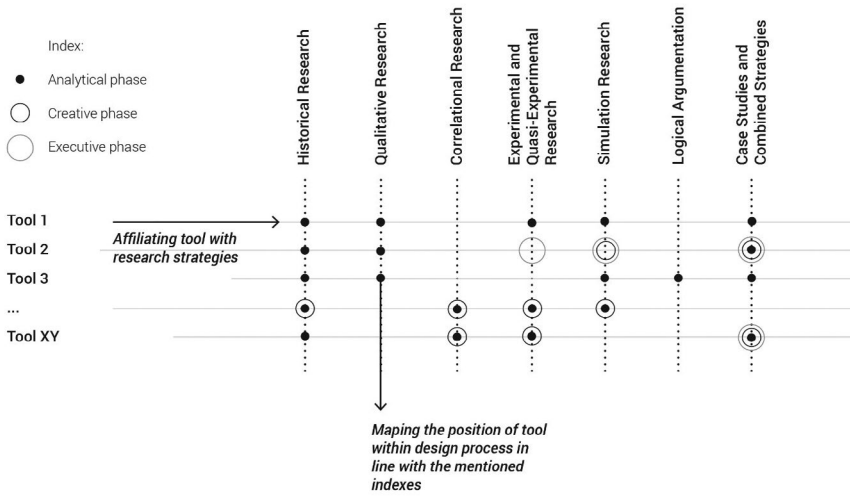 Index:
Analytical phase
Creative phase
Executive phase
Historical Research
Qualitative Research
Correlational Research
Experimental and
Quasi-Experimental
Research
Simulation Research
Logical Argumentation
Case Studies and
Combined Strategies
Tool 1
Affiliating tool with
research strategies
Tool 2
Tool 3
...
Tool XY
Maping the position of tool
within design process in
line with the mentioned
indexes